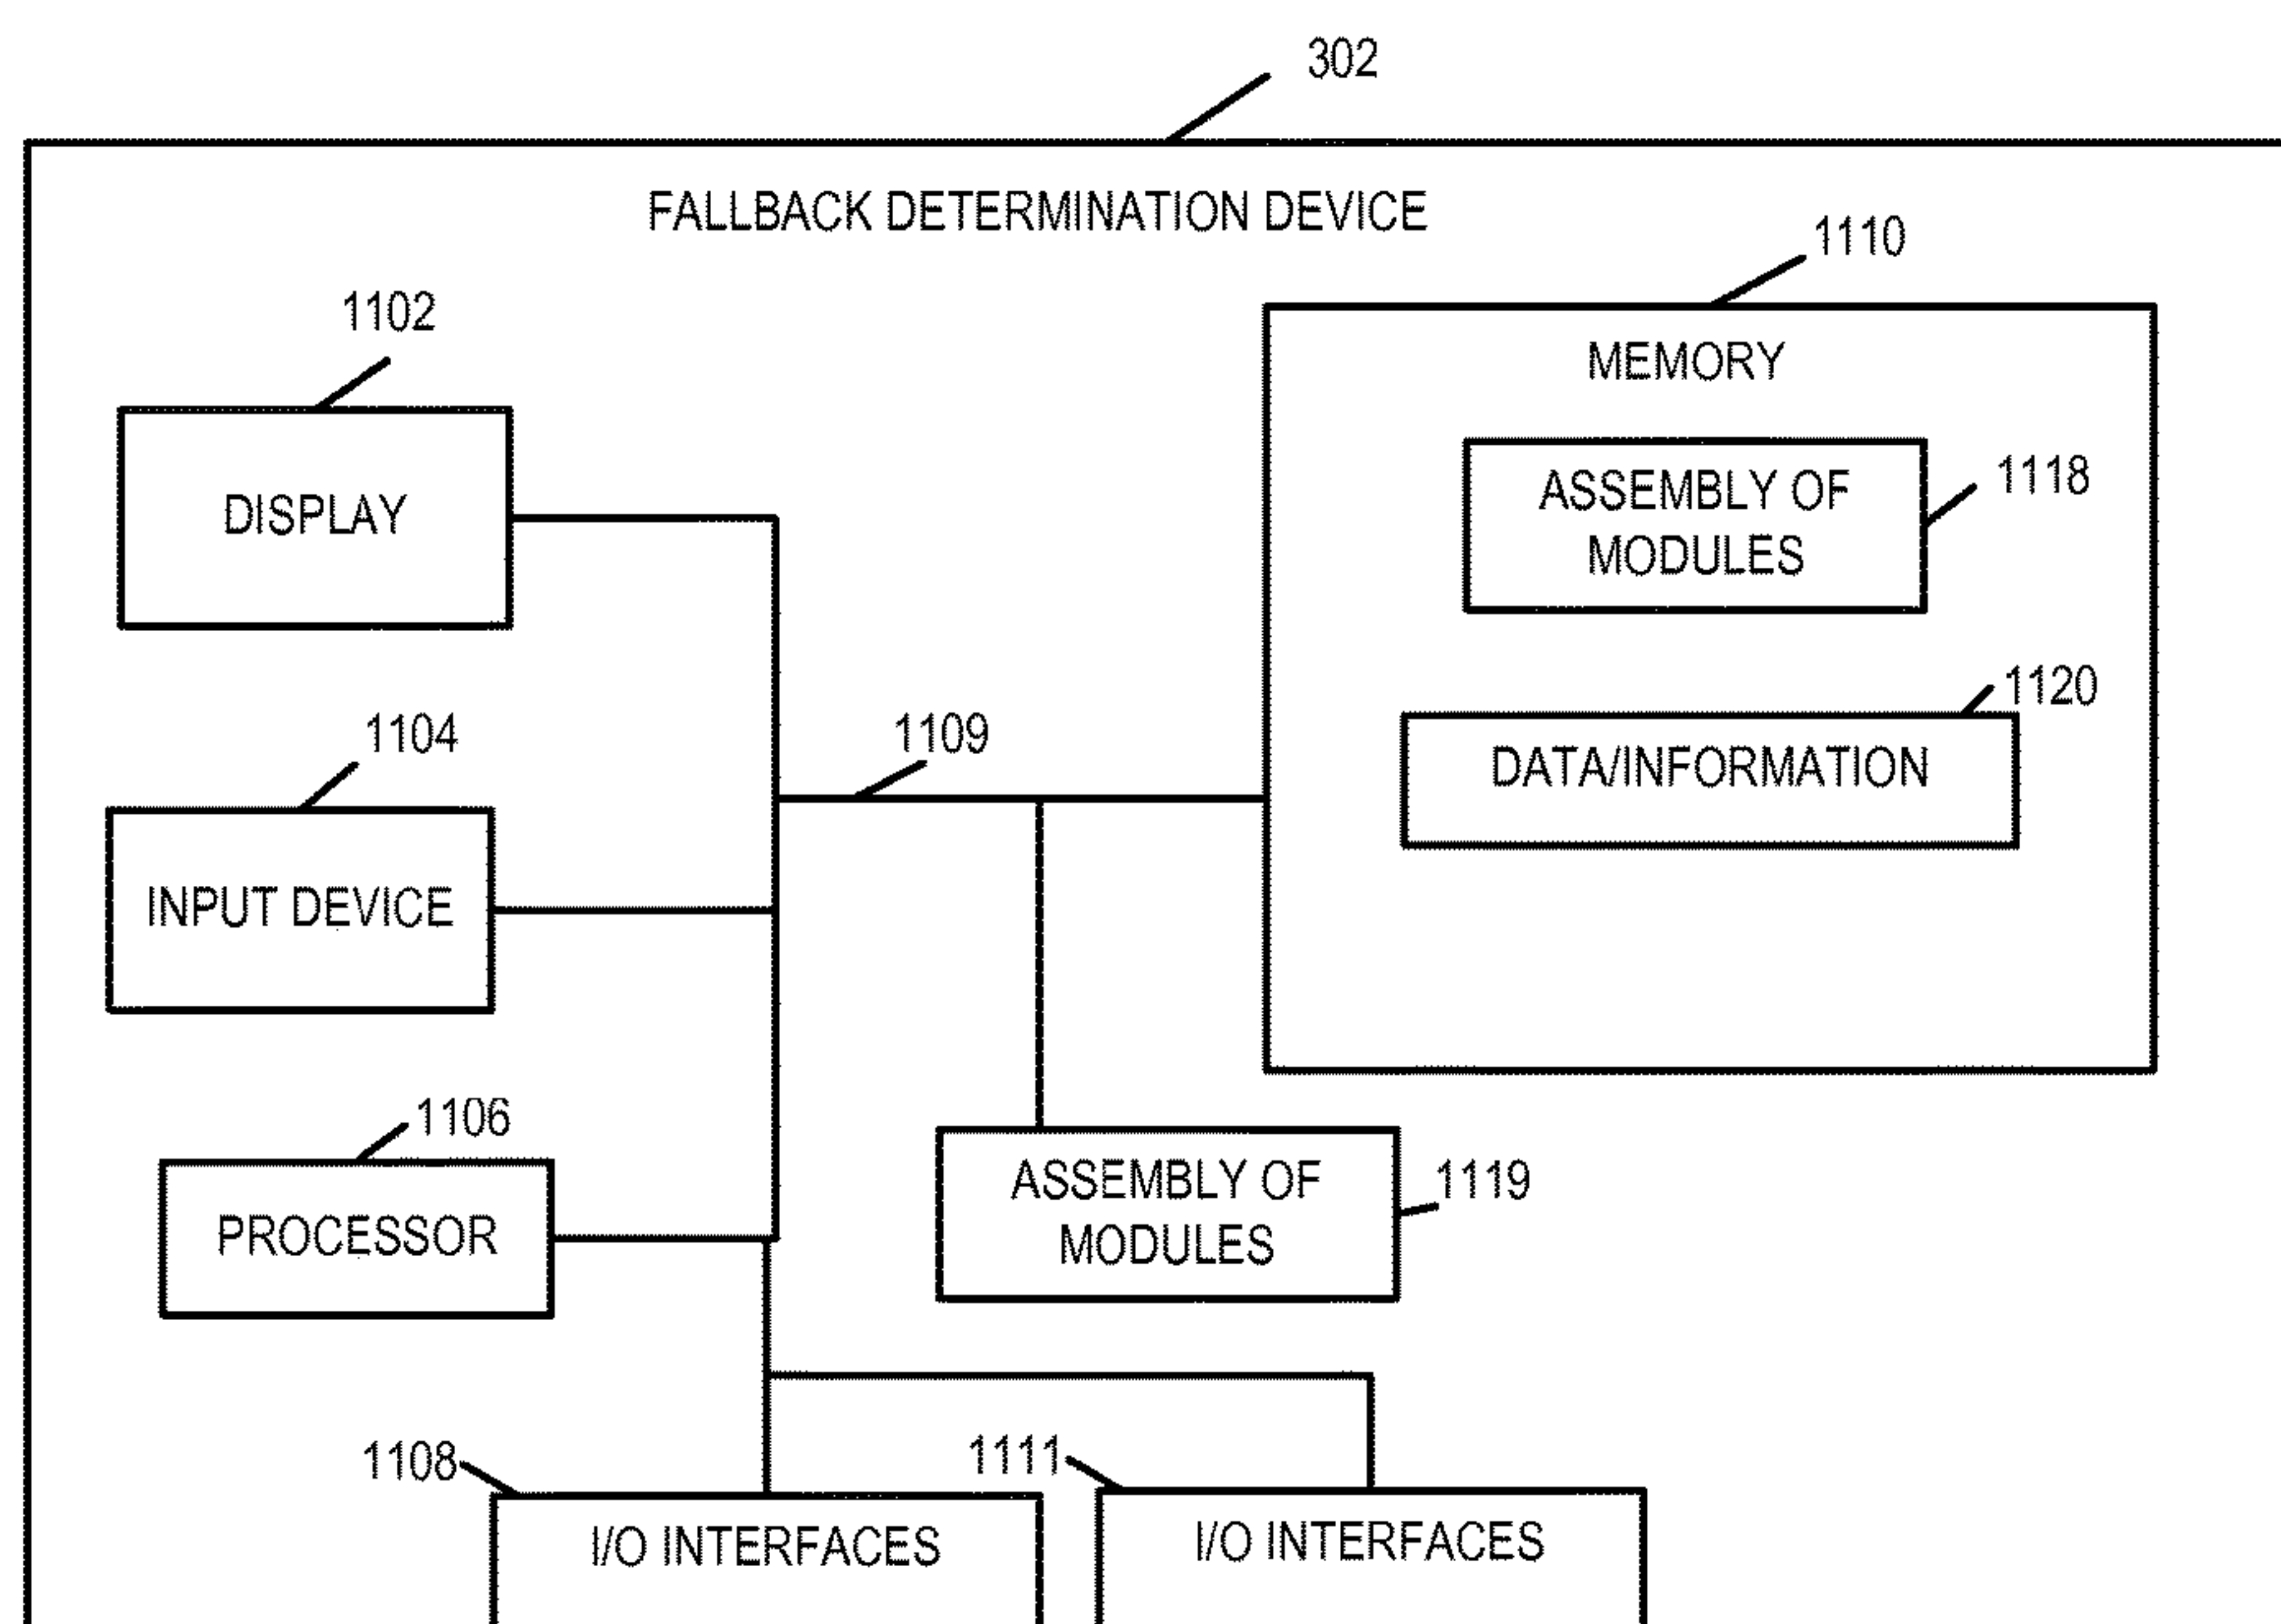 302
FALLBACK DETERMINATION DEVICE
1110
1102
MEMORY
ASSEMBLY OF
MODULES
1118
DISPLAY
1120
1104
1109
DATA/INFORMATION
INPUT DEVICE
1106
PROCESSOR
ASSEMBLY OF
MODULES
1119
1108
1111
I/O INTERFACES
I/O INTERFACES